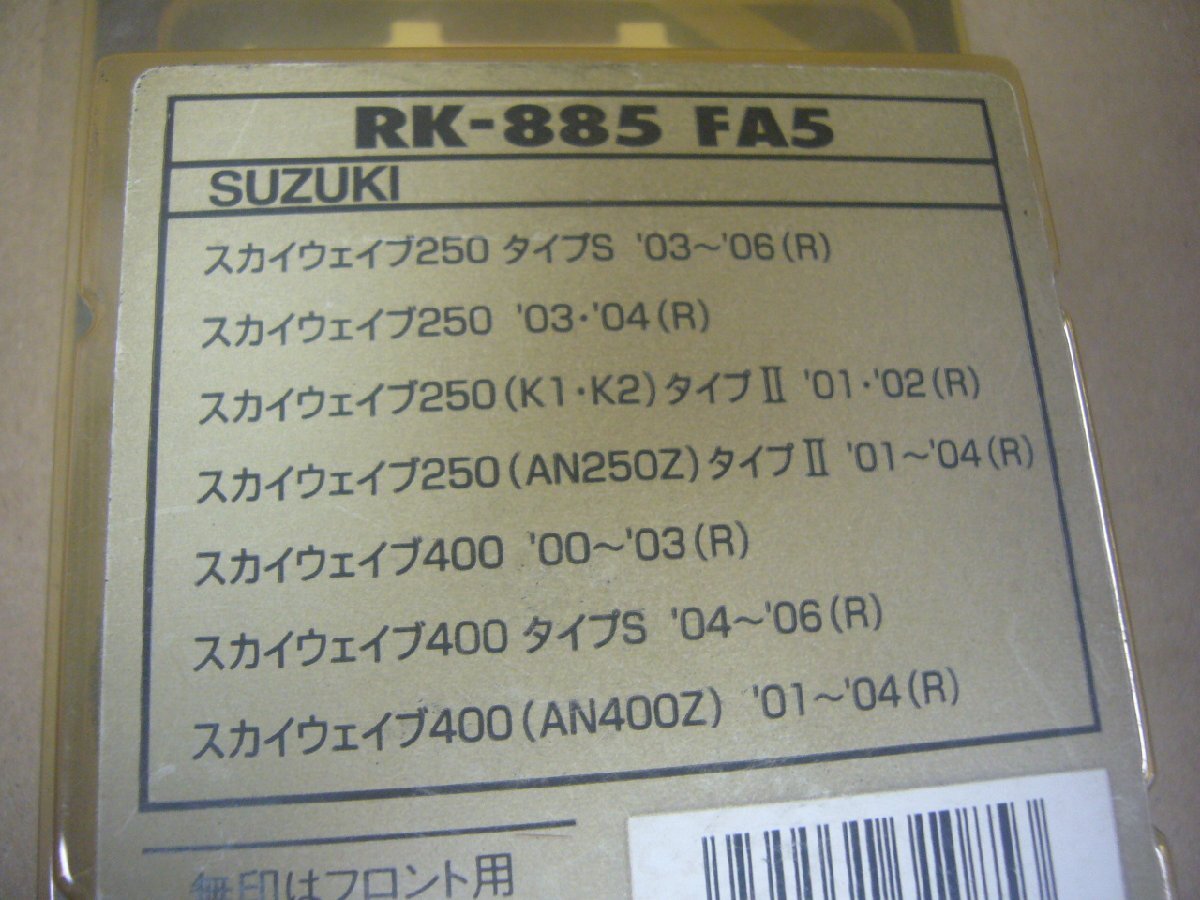 RK-885 FA5
SUZUKI
スカイウェイブ250 タイプS '03～'06(R)
スカイウェイブ250 '03・'04(R)
スカイウェイブ250(K1・K2)タイプⅡ '01・'02(R)
スカイウェイブ250(AN250Z)タイプⅡ '01～'04(R)
スカイウェイブ400 '00～'03(R)
スカイウェイブ400 タイプS '04～'06(R)
スカイウェイブ400(AN400Z) '01～'04(R)
無印はフロント用